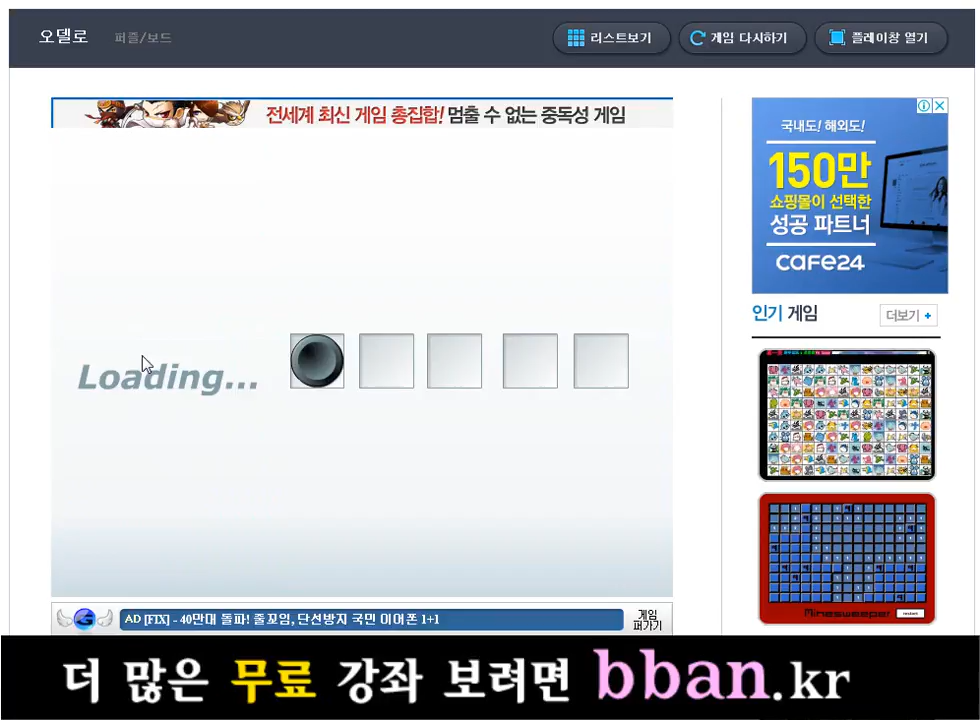 오델로 퍼즐/보드
리스트보기 게임 다시하기 플레이창 열기
전세계 최신 게임 총집합! 멈출 수 없는 중독성 게임
Loading...
국내도! 해외도!
150만
쇼핑몰이 선택한
성공 파트너
cafe24
인기 게임 더보기 +
Minesweeper restart
AD [FIX] - 40만대 돌파! 줄꼬임, 단선방지 국민 이어폰 1+1
게임
퍼가기
더 많은 무료 강좌 보려면 bban.kr